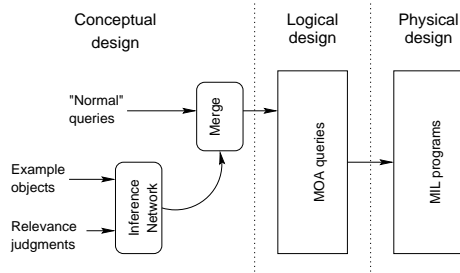 Conceptual
design
Logical
design
Physical
design
"Normal"
queries
Merge
Example
objects
Relevance
judgments
Inference
Network
MOA queries
MIL programs